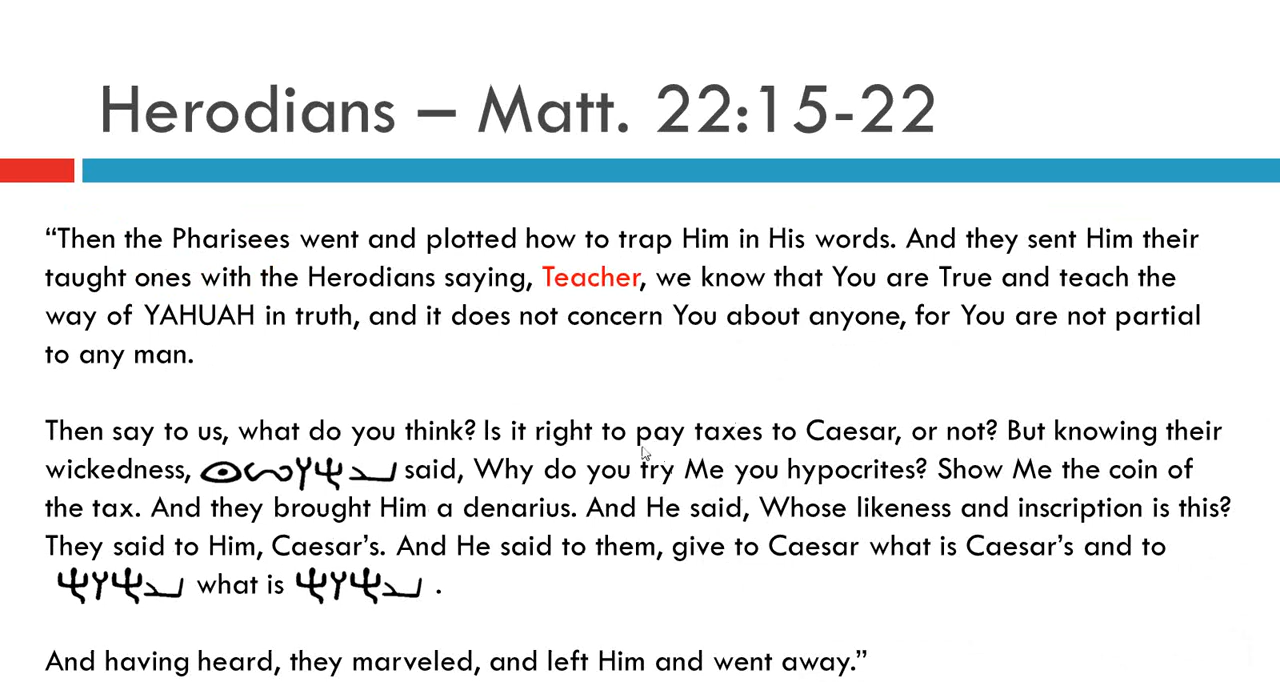 Herodians – Matt. 22:15-22
“Then the Pharisees went and plotted how to trap Him in His words. And they sent Him their
taught ones with the Herodians saying, Teacher, we know that You are True and teach the
way of YAHUAH in truth, and it does not concern You about anyone, for You are not partial
to any man.
Then say to us, what do you think? Is it right to pay taxes to Caesar, or not? But knowing their
wickedness, 𐤉𐤄𐤅𐤔𐤏 said, Why do you try Me you hypocrites? Show Me the coin of
the tax. And they brought Him a denarius. And He said, Whose likeness and inscription is this?
They said to Him, Caesar’s. And He said to them, give to Caesar what is Caesar’s and to
𐤉𐤄𐤅𐤄 what is 𐤉𐤄𐤅𐤄 .
And having heard, they marveled, and left Him and went away.”